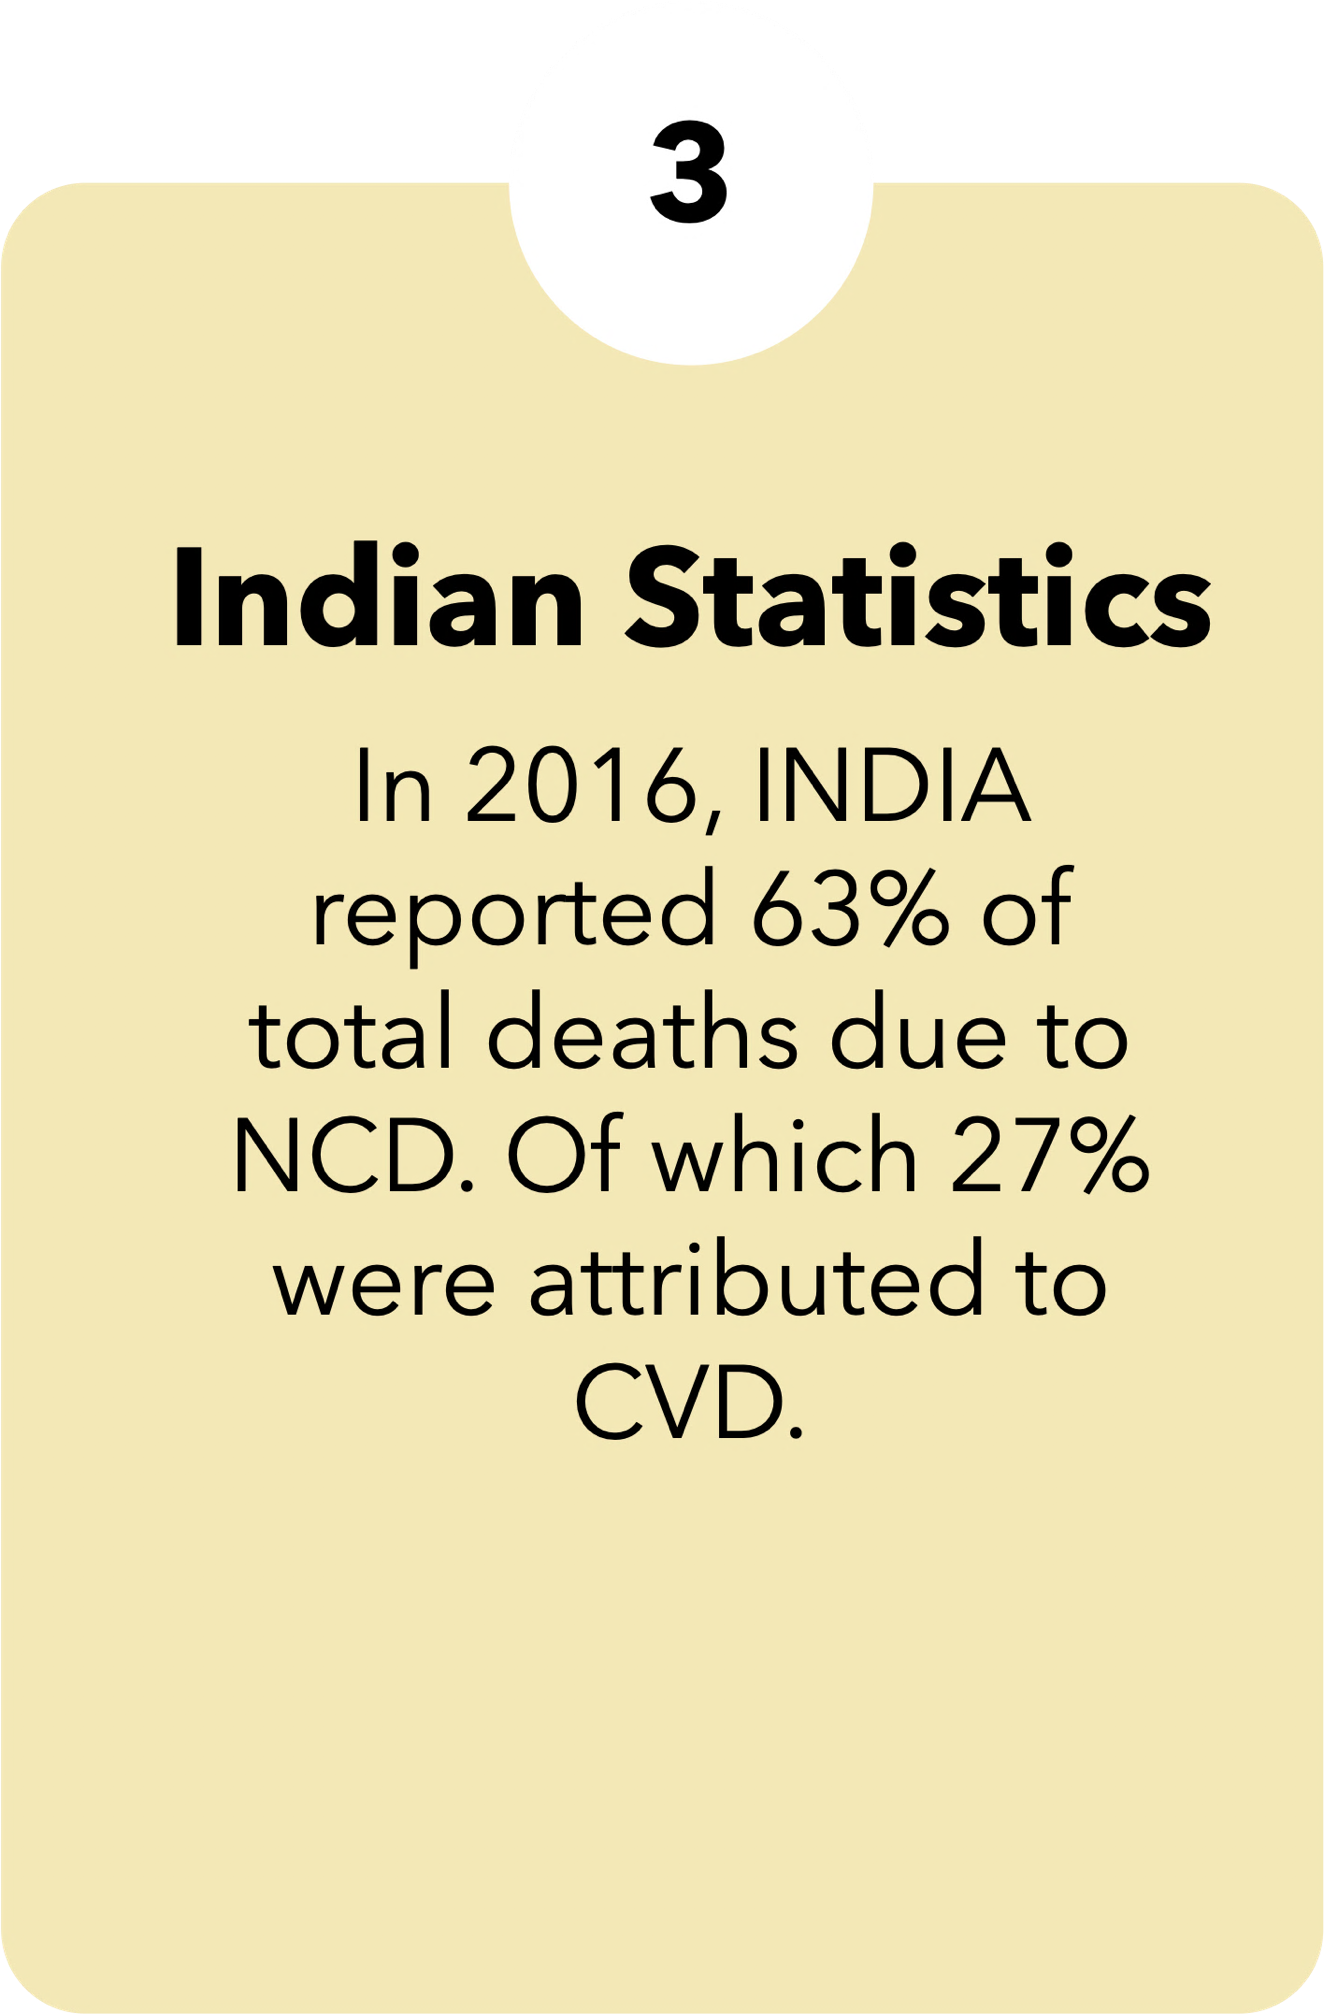 3
Indian Statistics
In 2016, INDIA
reported 63% of
total deaths due to
NCD. Of which 27%
were attributed to
CVD.